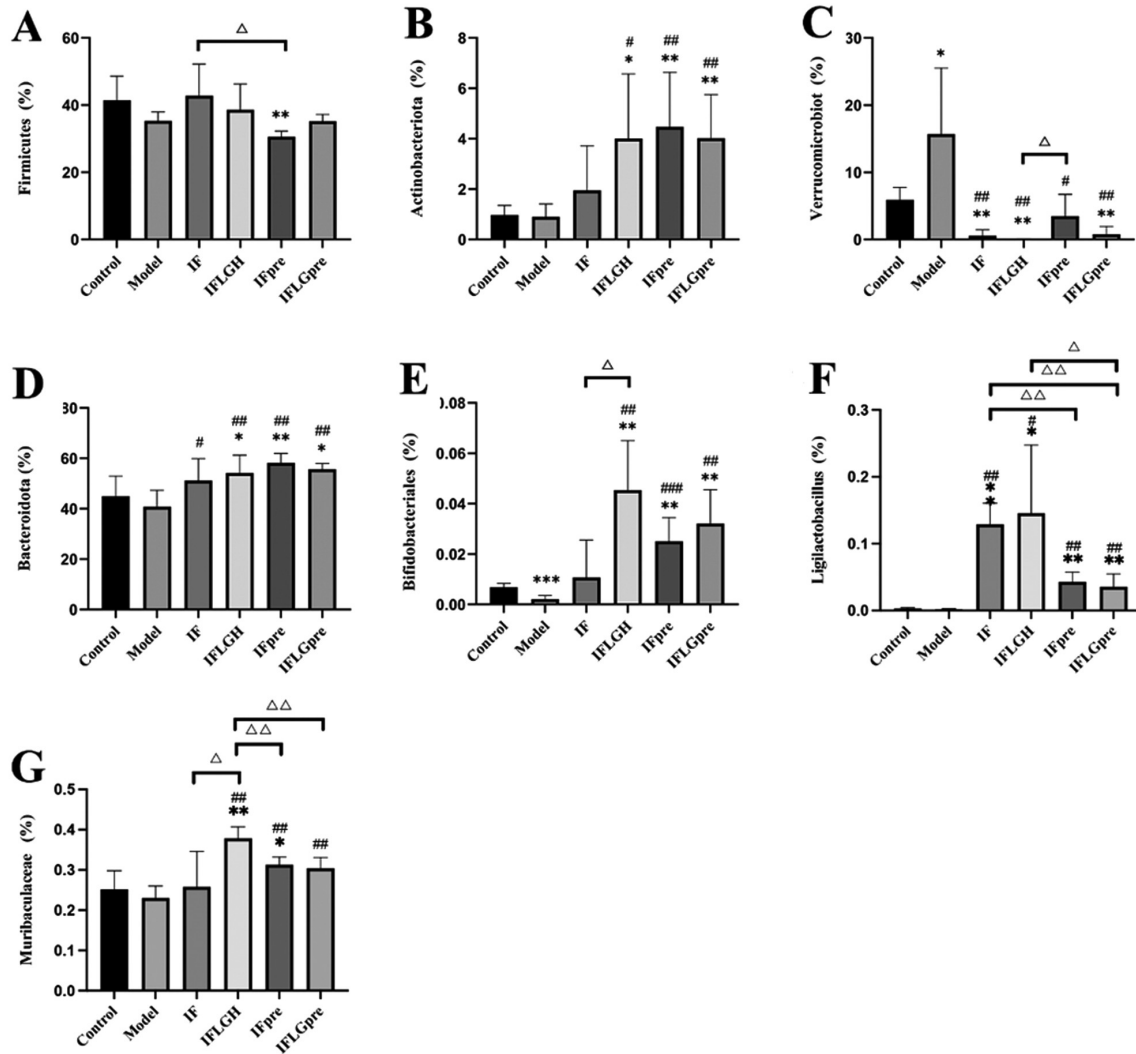 A
Firmicutes (%)
60
40
20
0
△
**
Control
Model
IF
IFLGH
IFpre
IFLGpre
B
Actinobacteriota (%)
8
6
4
2
0
#
*
##
**
##
**
Control
Model
IF
IFLGH
IFpre
IFLGpre
C
Verrucomicrobiot (%)
30
20
10
0
*
##
**
##
**
△
#
##
**
Control
Model
IF
IFLGH
IFpre
IFLGpre
D
Bacteroidota (%)
80
60
40
20
0
#
##
*
##
**
##
*
Control
Model
IF
IFLGH
IFpre
IFLGpre
E
Bifidobacteriales (%)
0.08
0.06
0.04
0.02
0.00
***
△
##
**
###
**
##
**
Control
Model
IF
IFLGH
IFpre
IFLGpre
F
Ligilactobacillus (%)
0.3
0.2
0.1
0.0
△
△△
△△
##
*
*
#
*
##
**
##
**
Control
Model
IF
IFLGH
IFpre
IFLGpre
G
Muribaculaceae (%)
0.5
0.4
0.3
0.2
0.1
0.0
△△
△△
△
##
**
##
*
##
Control
Model
IF
IFLGH
IFpre
IFLGpre